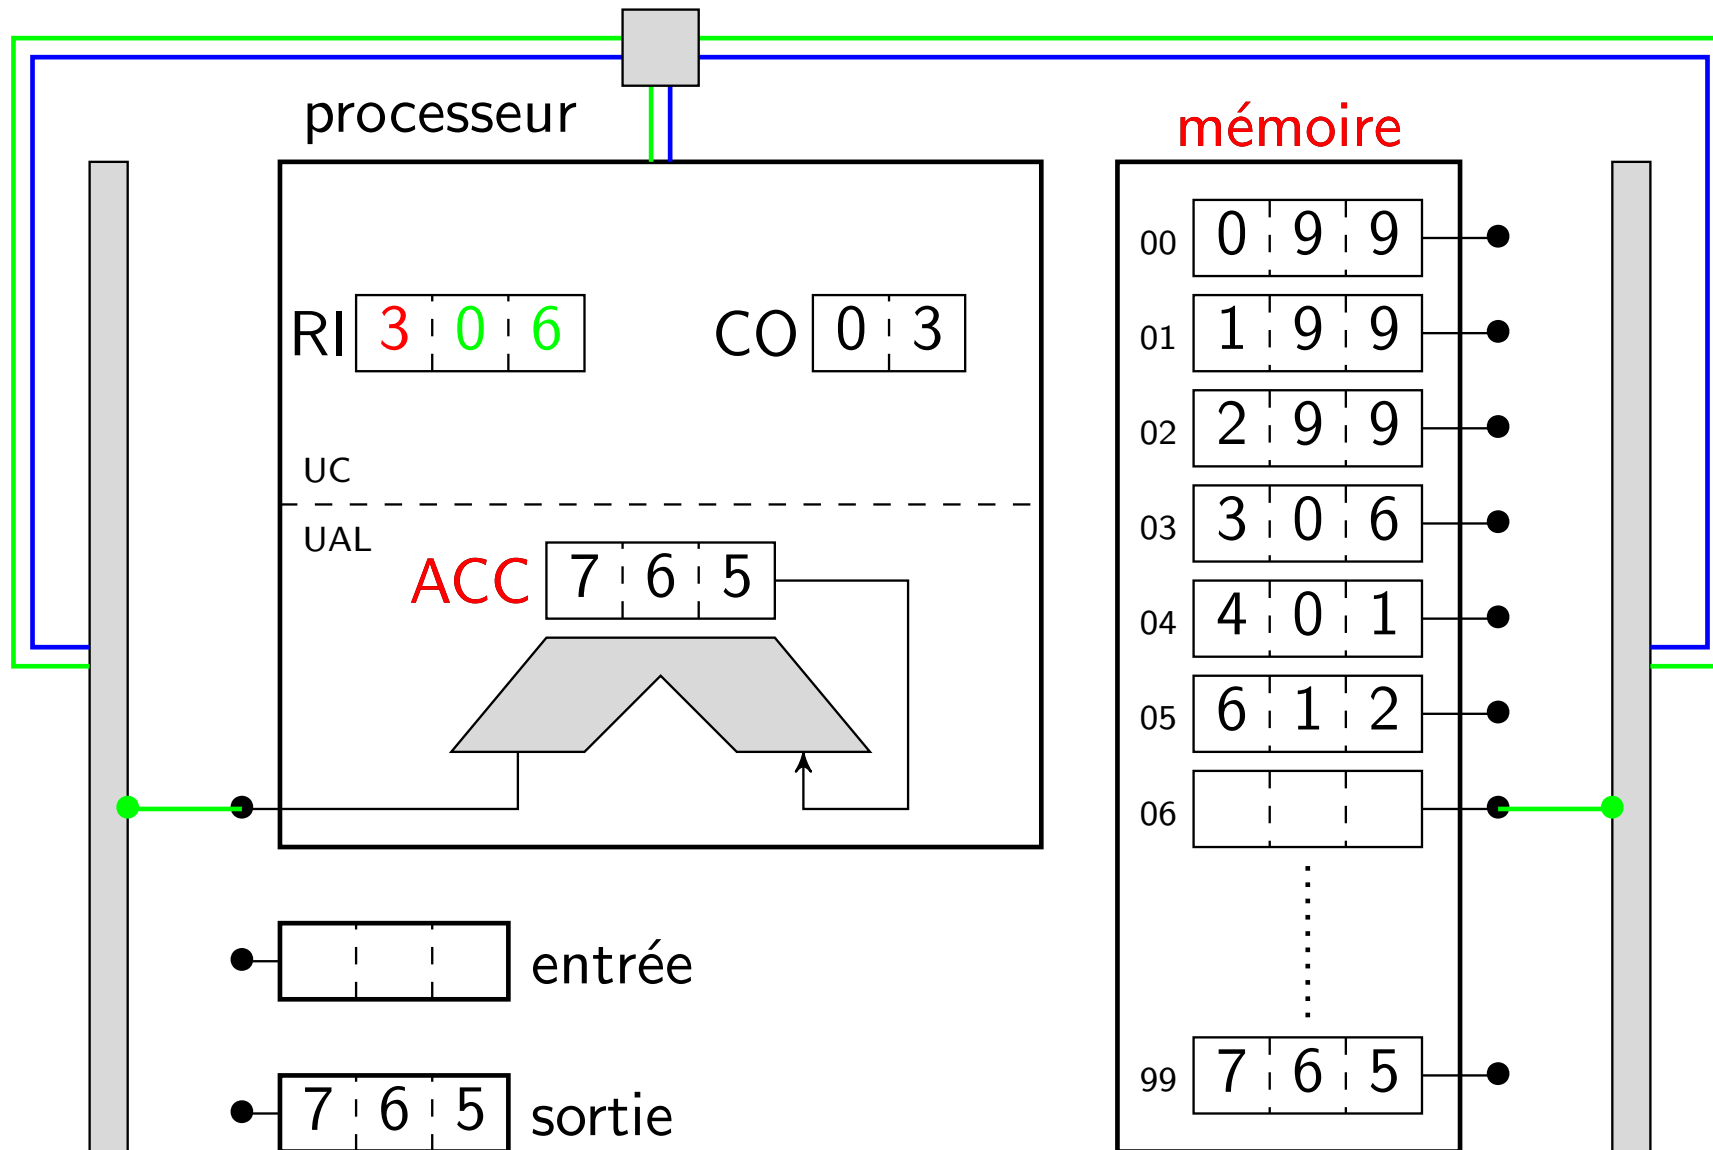 processeur
mémoire
00 0 9 9
RI 3 0 6 CO 0 3
01 1 9 9
02 2 9 9
UC
03 3 0 6
UAL
ACC 7 6 5
04 4 0 1
05 6 1 2
06
entrée
99 7 6 5
7 6 5 sortie